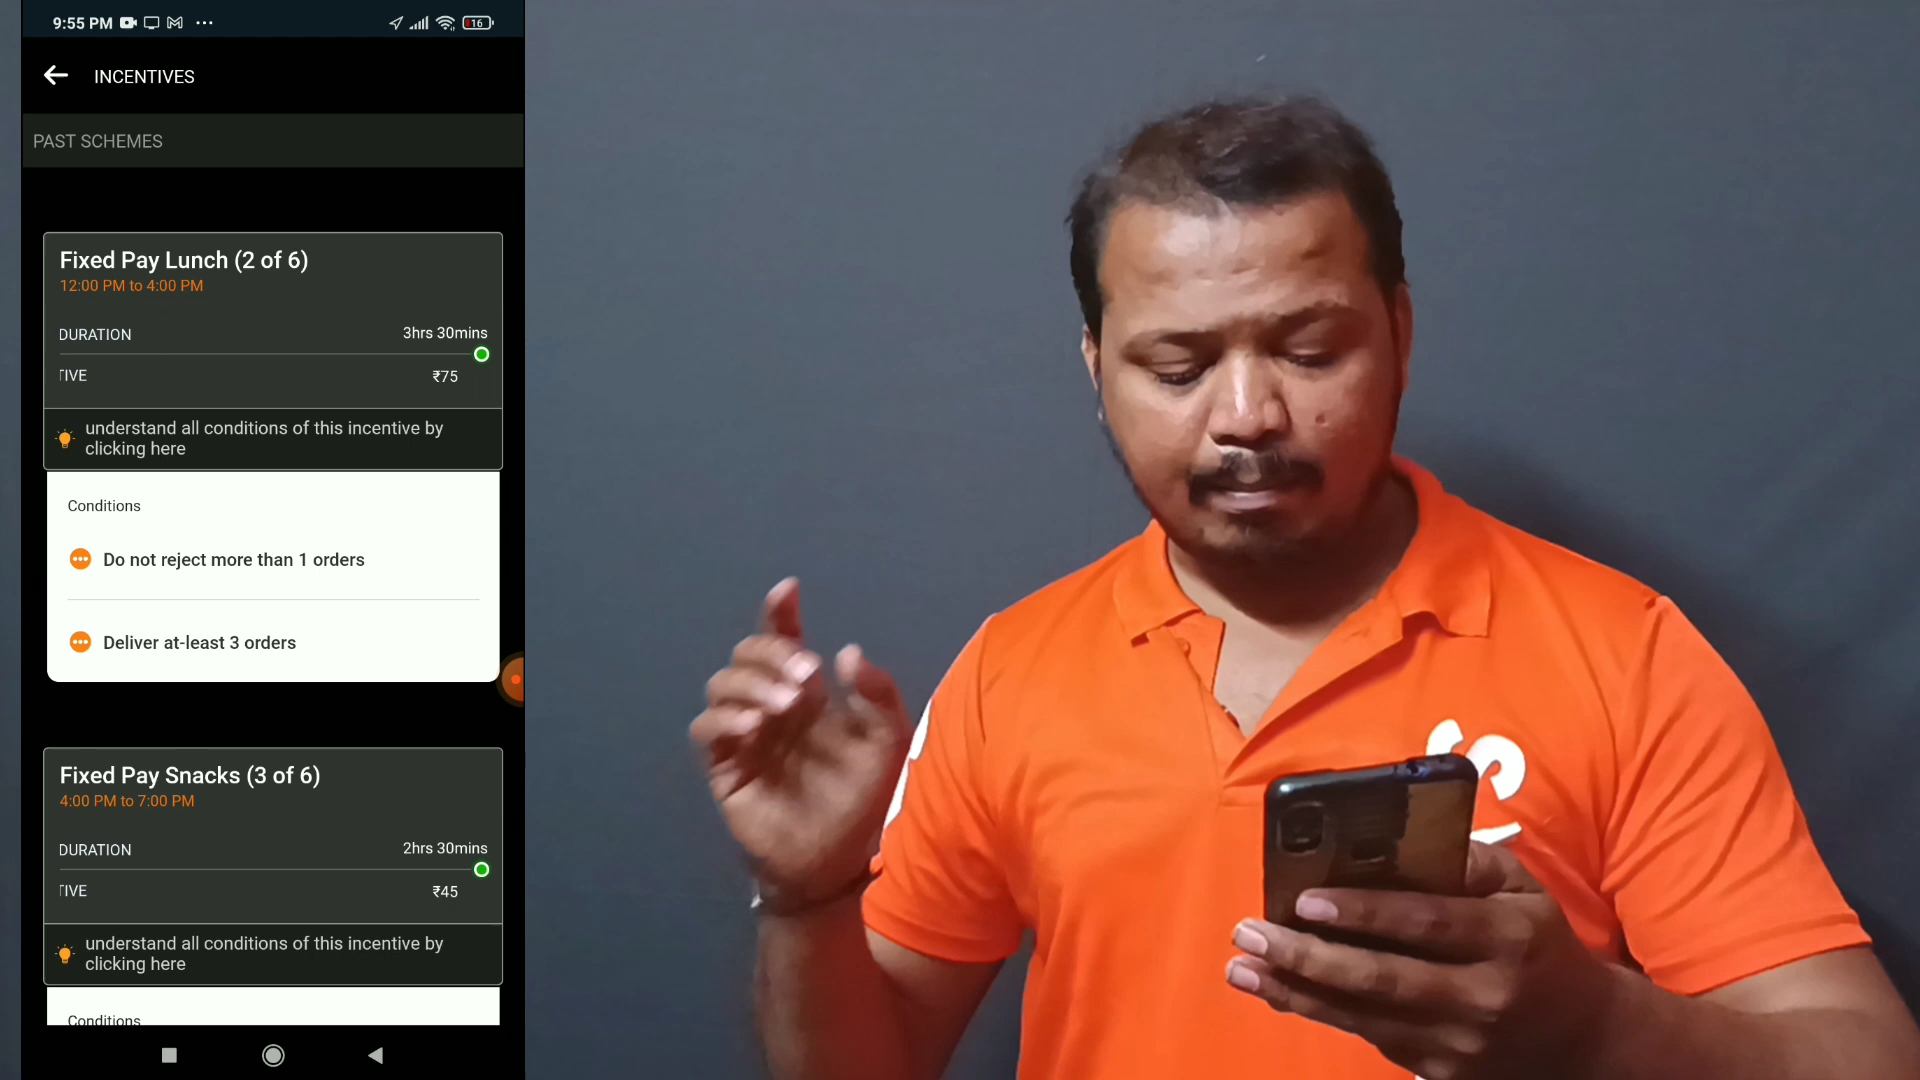 9:55 PM
16
INCENTIVES
PAST SCHEMES
Fixed Pay Lunch (2 of 6)
12:00 PM to 4:00 PM
DURATION 3hrs 30mins
TIVE ₹75
understand all conditions of this incentive by
clicking here
Conditions
Do not reject more than 1 orders
Deliver at-least 3 orders
Fixed Pay Snacks (3 of 6)
4:00 PM to 7:00 PM
DURATION 2hrs 30mins
TIVE ₹45
understand all conditions of this incentive by
clicking here
Conditions